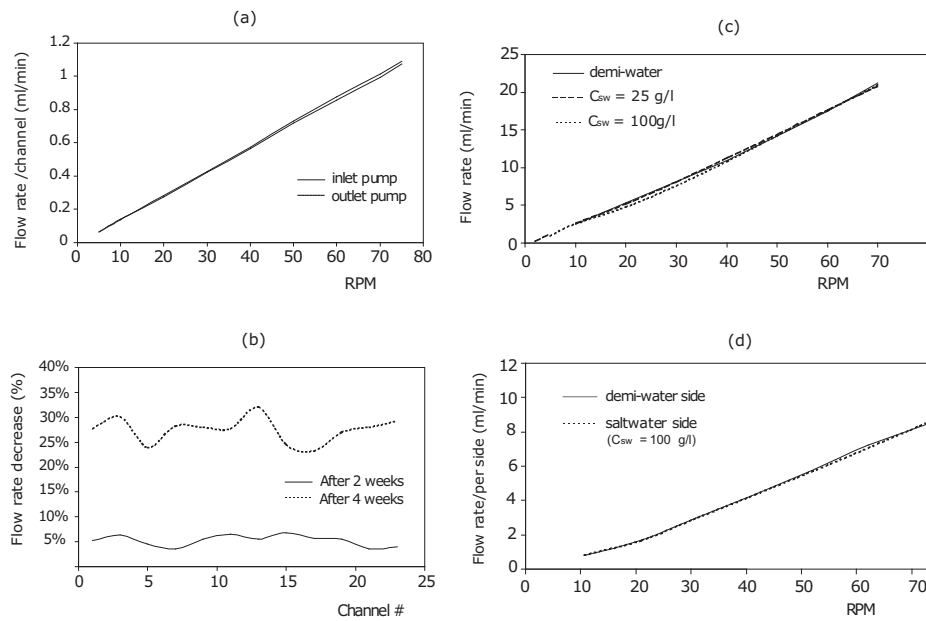 (a)
Flow rate /channel (ml/min)
1.2
1
0.8
0.6
0.4
0.2
0
0 10 20 30 40 50 60 70 80
RPM
inlet pump
outlet pump
(c)
Flow rate (ml/min)
25
20
15
10
5
0
0 10 20 30 40 50 60 70
RPM
demi-water
Csw = 25 g/l
Csw = 100g/l
(b)
Flow rate decrease (%)
40%
35%
30%
25%
20%
15%
10%
5%
0 5 10 15 20 25
Channel #
After 2 weeks
After 4 weeks
(d)
Flow rate/per side (ml/min)
12
10
8
6
4
2
0
0 10 20 30 40 50 60 70
RPM
demi-water side
saltwater side
(Csw = 100 g/l)